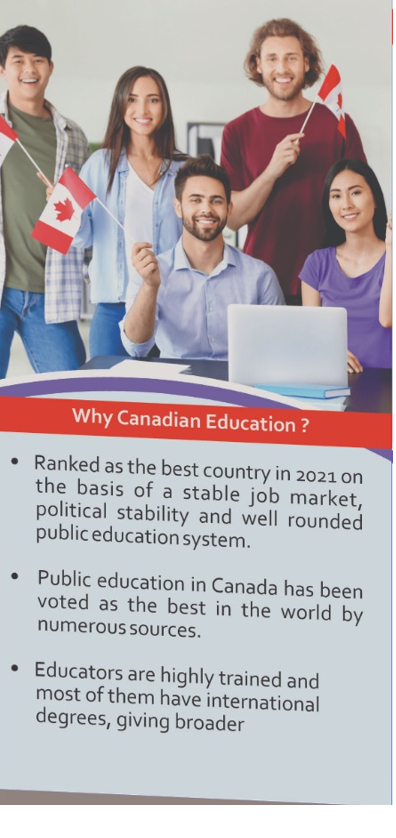 Why Canadian Education ?
• Ranked as the best country in 2021 on
the basis of a stable job market,
political stability and well rounded
public education system.
• Public education in Canada has been
voted as the best in the world by
numerous sources.
• Educators are highly trained and
most of them have international
degrees, giving broader